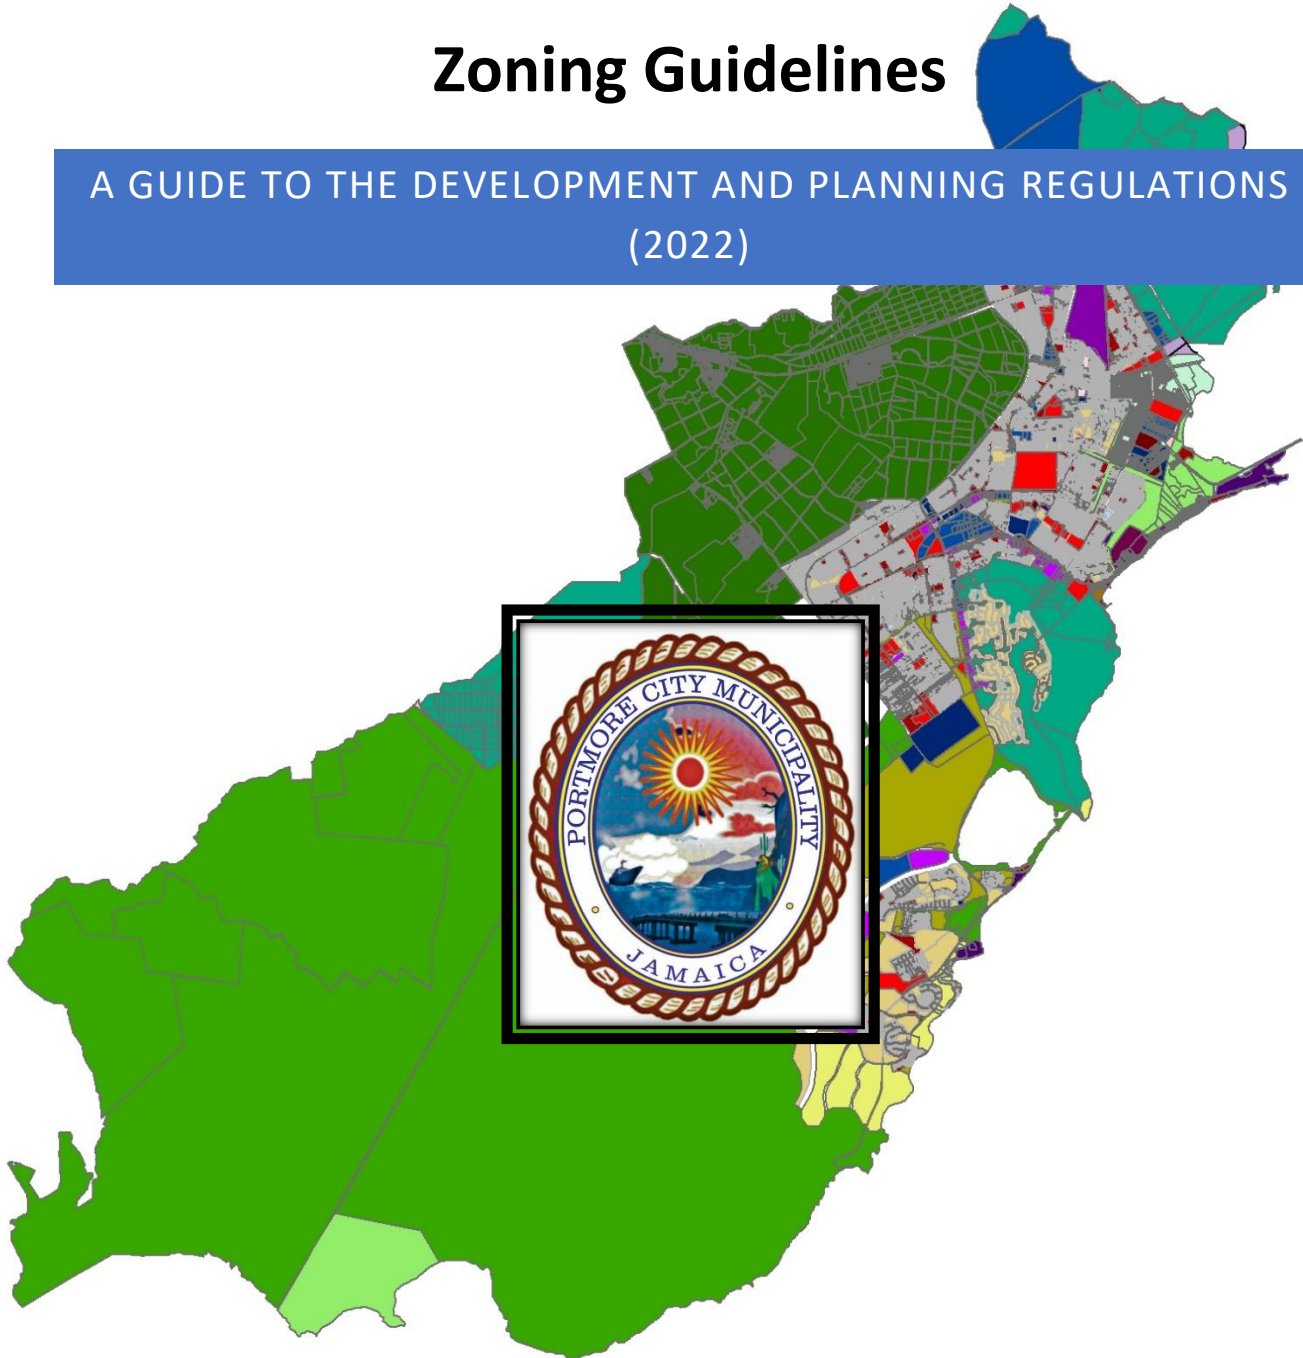 Zoning Guidelines
A GUIDE TO THE DEVELOPMENT AND PLANNING REGULATIONS
(2022)
PORTMORE CITY MUNICIPALITY
JAMAICA